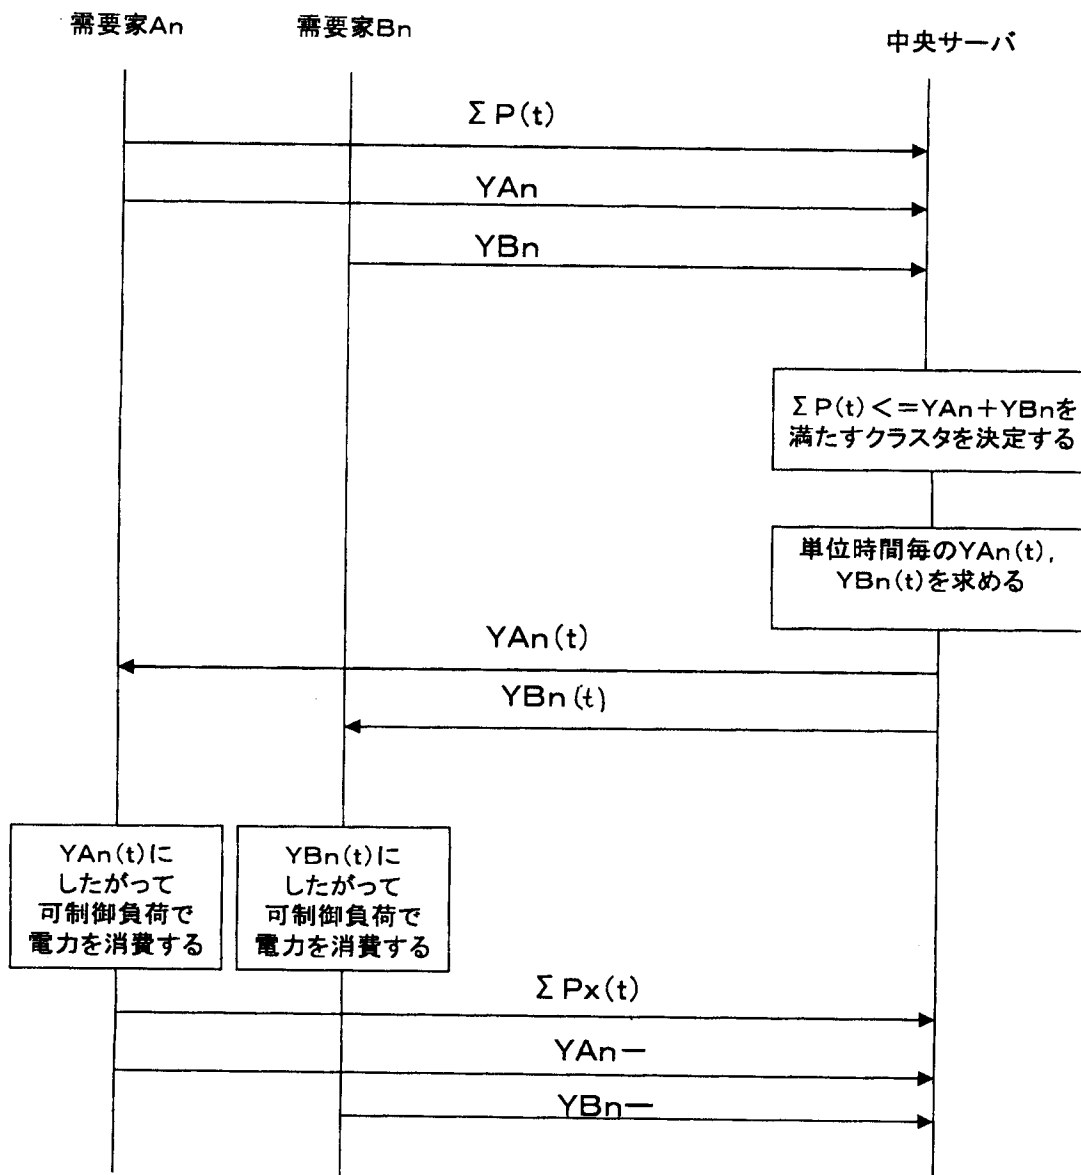 需要家An
需要家Bn
中央サーバ
ΣP(t)
YAn
YBn
ΣP(t)<=YAn+YBnを
満たすクラスタを決定する
単位時間毎のYAn(t),
YBn(t)を求める
YAn(t)
YBn(t)
YAn(t)に
したがって
可制御負荷で
電力を消費する
YBn(t)に
したがって
可制御負荷で
電力を消費する
ΣPx(t)
YAn－
YBn－